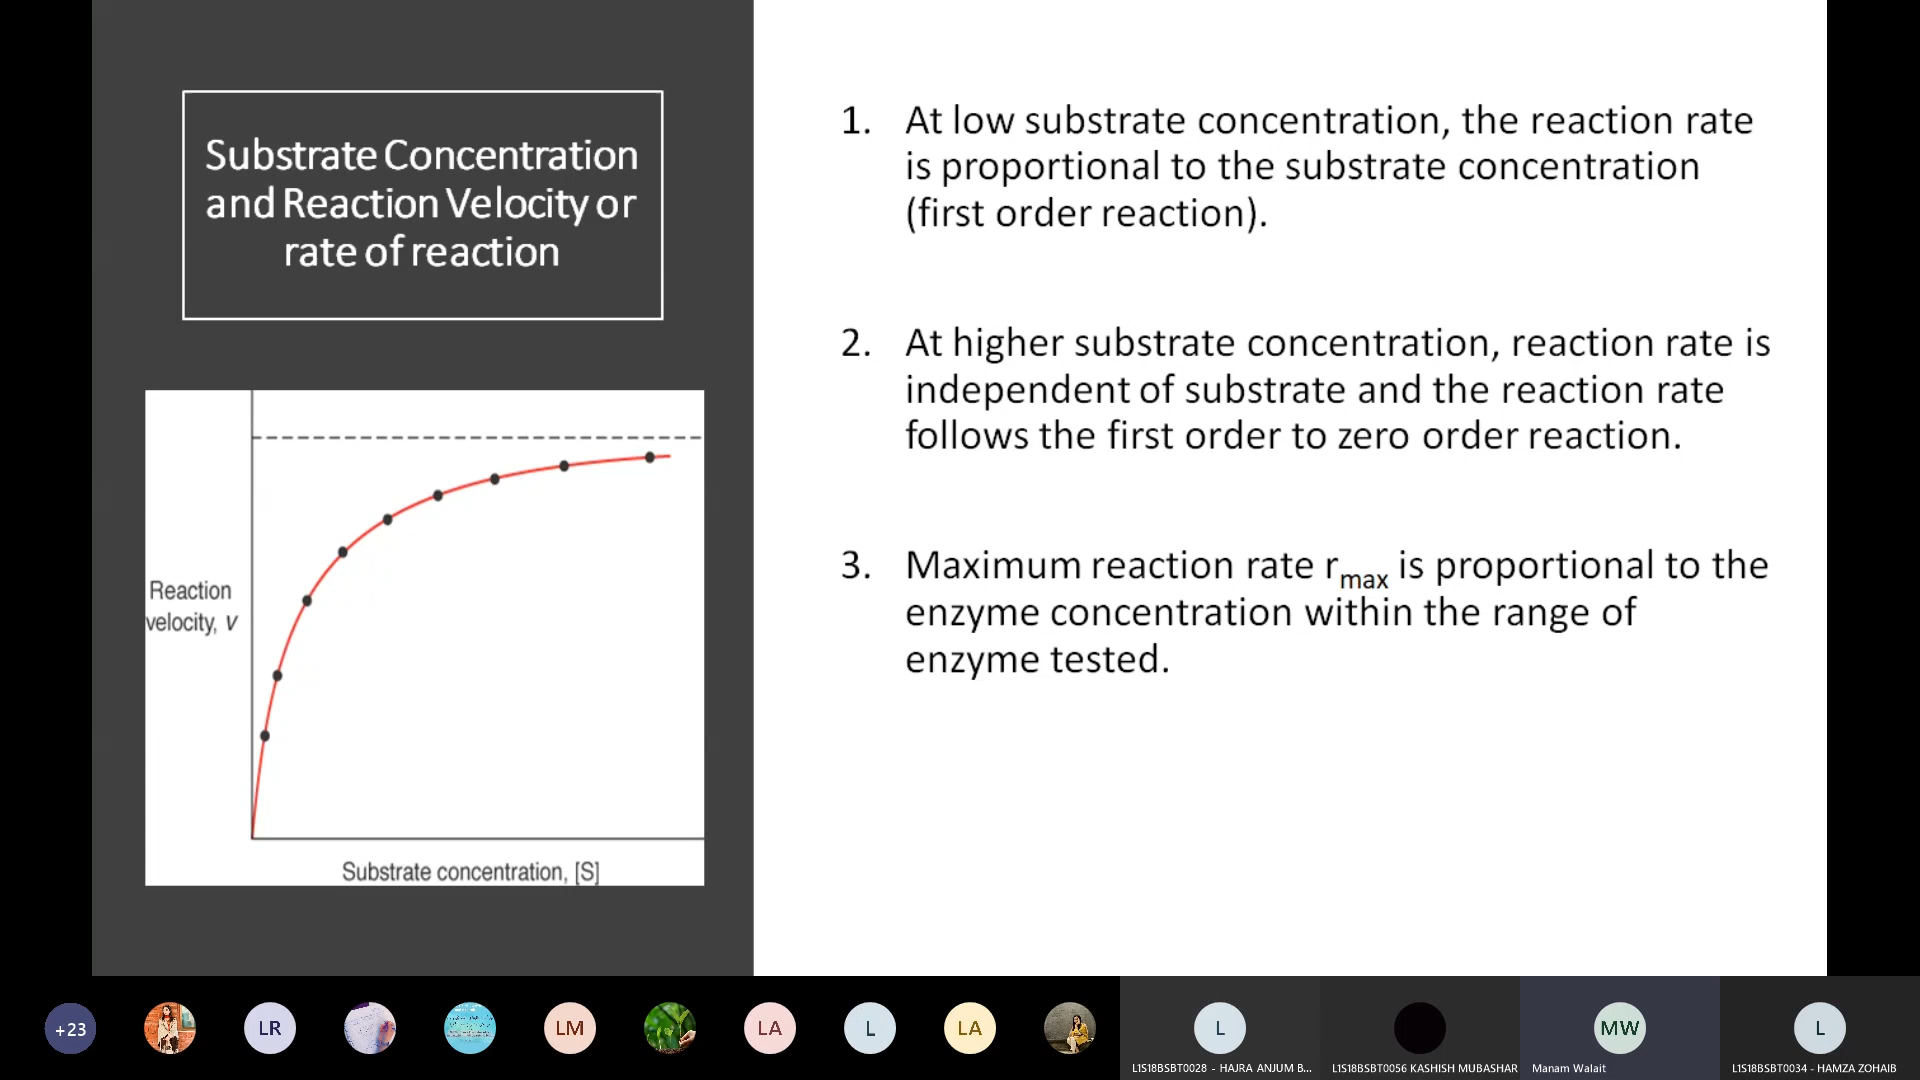 Substrate Concentration
and Reaction Velocity or
rate of reaction
Reaction
velocity, v
Substrate concentration, [S]
1. At low substrate concentration, the reaction rate
is proportional to the substrate concentration
(first order reaction).
2. At higher substrate concentration, reaction rate is
independent of substrate and the reaction rate
follows the first order to zero order reaction.
3. Maximum reaction rate rmax is proportional to the
enzyme concentration within the range of
enzyme tested.
+23
LR
LM
LA
L
LA
L
L1S18BSBT0028 - HAJRA ANJUM B...
L1S18BSBT0056 KASHISH MUBASHAR
MW
Manam Walait
L
L1S18BSBT0034 - HAMZA ZOHAIB